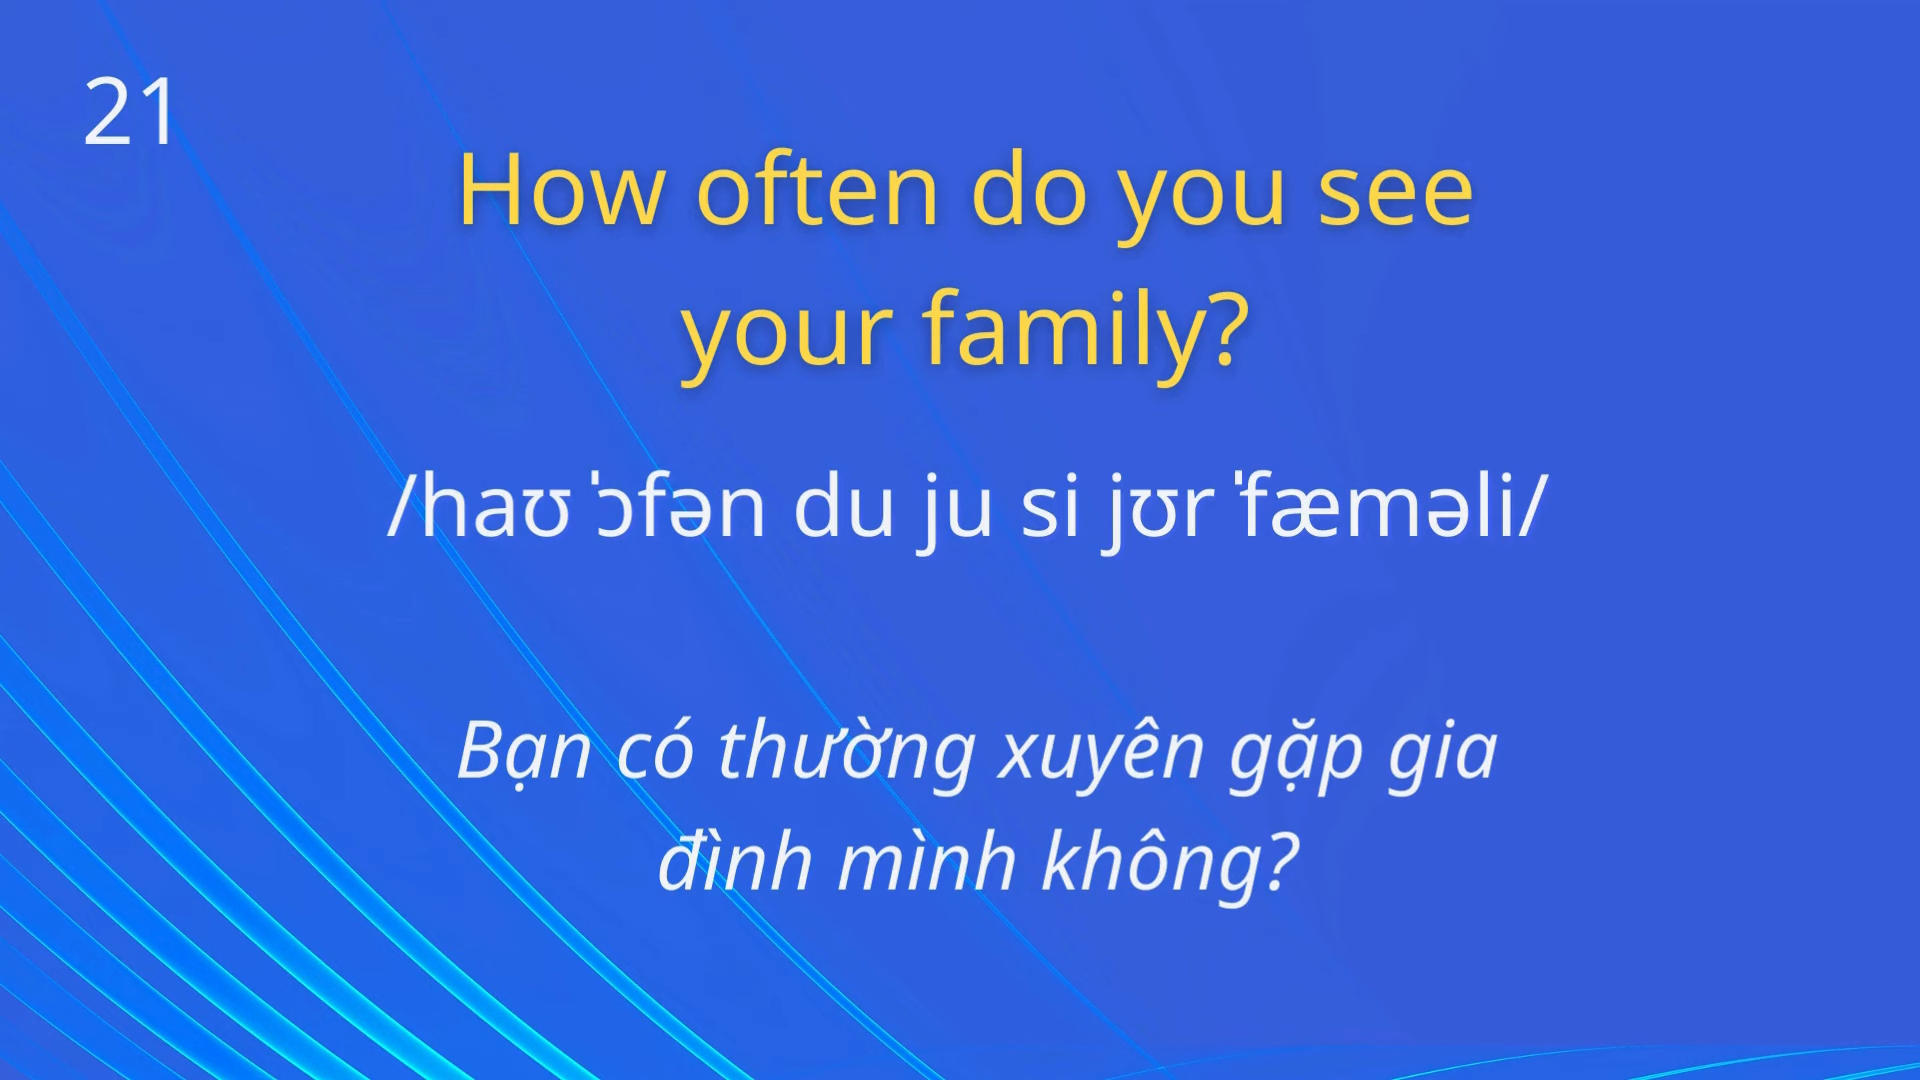 21
How often do you see
your family?
/haʊ ˈɔfən du ju si jʊr ˈfæməli/
Bạn có thường xuyên gặp gia
đình mình không?